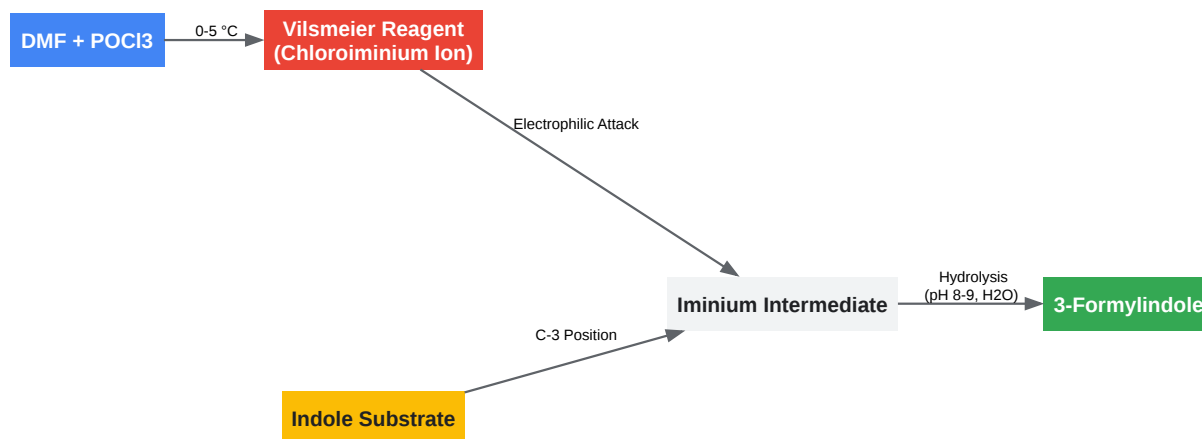 DMF + POCl3
0-5 °C
Vilsmeier Reagent
(Chloroiminium Ion)
Electrophilic Attack
Iminium Intermediate
Hydrolysis
(pH 8-9, H2O)
3-Formylindole
C-3 Position
Indole Substrate